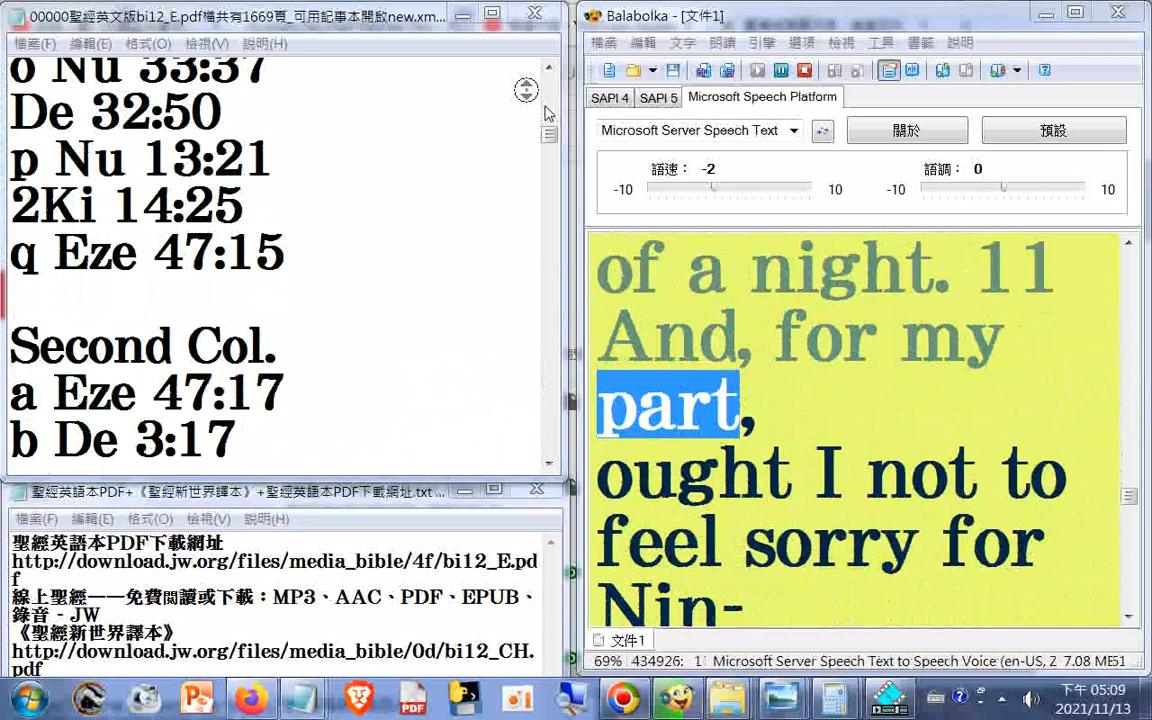 00000聖經英文版bi12_E.pdf檔共有1669頁_可用記事本開啟new.xm...
檔案(F) 編輯(E) 格式(O) 檢視(V) 說明(H)
o Nu 33:37
De 32:50
p Nu 13:21
2Ki 14:25
q Eze 47:15
Second Col.
a Eze 47:17
b De 3:17
聖經英語本PDF+《聖經新世界譯本》+聖經英語本PDF下載網址.txt ...
檔案(F) 編輯(E) 格式(O) 檢視(V) 說明(H)
聖經英語本PDF下載網址
http://download.jw.org/files/media_bible/4f/bi12_E.pd
f
線上聖經——免費閱讀或下載：MP3、AAC、PDF、EPUB、
錄音 - JW
《聖經新世界譯本》
http://download.jw.org/files/media_bible/0d/bi12_CH.
pdf
Balabolka - [文件1]
檔案 編輯 文字 朗讀 引擎 選項 檢視 工具 書籤 說明
SAPI 4 SAPI 5 Microsoft Speech Platform
Microsoft Server Speech Text 關於 預設
語速： -2 語調： 0
-10 10 -10 10
of a night. 11
And, for my
part,
ought I not to
feel sorry for
Nin-
文件1
69% 434926: Microsoft Server Speech Text to Speech Voice (en-US, Z 7.08 ME
下午 05:09
2021/11/13